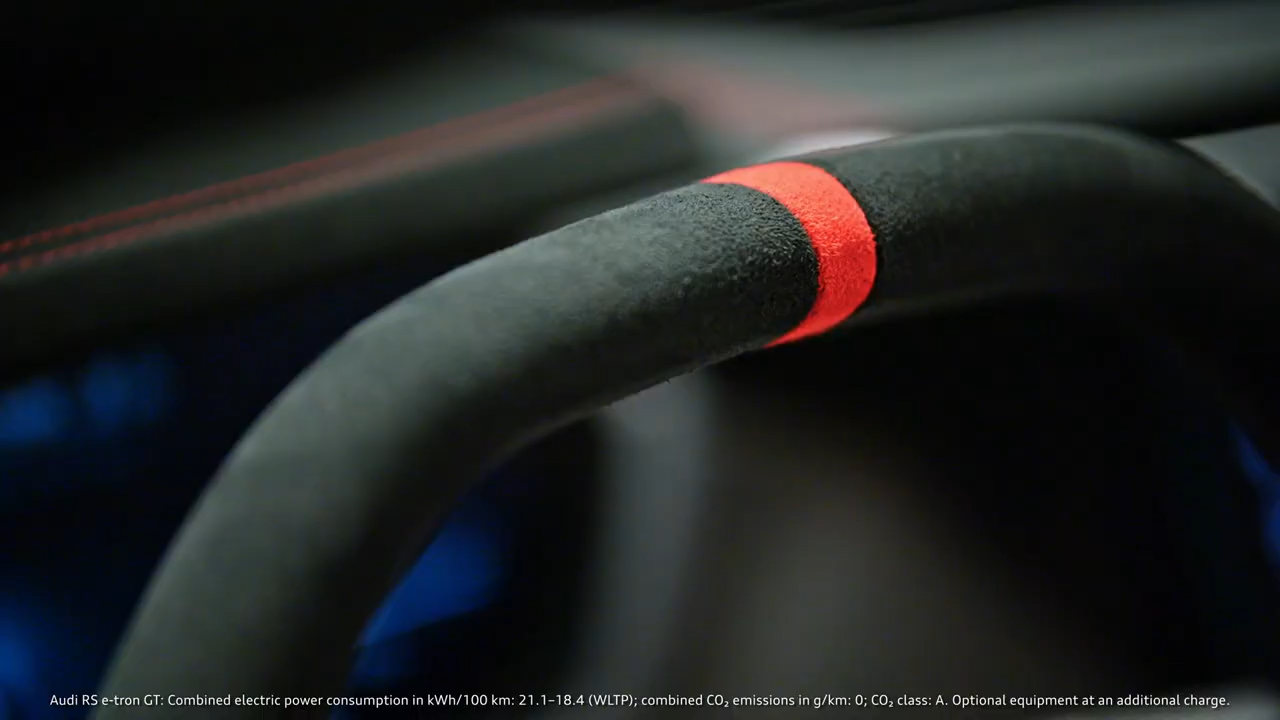 Audi RS e-tron GT: Combined electric power consumption in kWh/100 km: 21.1–18.4 (WLTP); combined CO₂ emissions in g/km: 0; CO₂ class: A. Optional equipment at an additional charge.